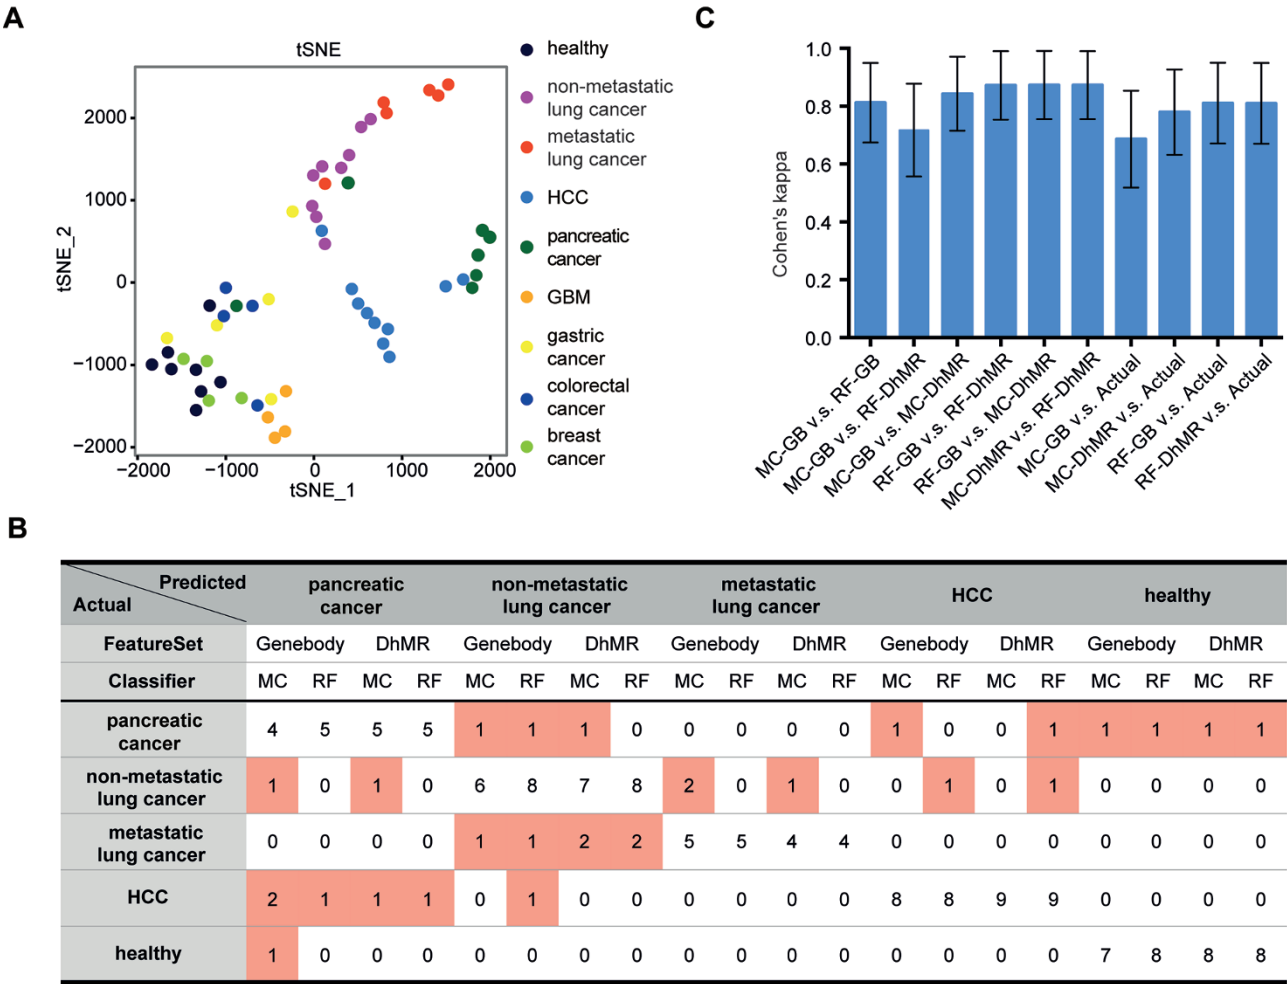 A
tSNE
tSNE_2
2000
1000
0
−1000
−2000
−2000
−1000
0
1000
2000
tSNE_1
healthy
non-metastatic
lung cancer
metastatic
lung cancer
HCC
pancreatic
cancer
GBM
gastric
cancer
colorectal
cancer
breast
cancer
C
Cohen's kappa
1.0
0.8
0.6
0.4
0.2
0.0
MC-GB v.s. RF-GB
MC-GB v.s. RF-DhMR
MC-GB v.s. MC-DhMR
RF-GB v.s. RF-DhMR
RF-GB v.s. MC-DhMR
MC-DhMR v.s. RF-DhMR
MC-GB v.s. Actual
MC-DhMR v.s. Actual
RF-GB v.s. Actual
RF-DhMR v.s. Actual
B
Predicted
Actual
pancreatic
cancer
non-metastatic
lung cancer
metastatic
lung cancer
HCC
healthy
FeatureSet Genebody DhMR Genebody DhMR Genebody DhMR Genebody DhMR Genebody DhMR
Classifier MC RF MC RF MC RF MC RF MC RF MC RF MC RF MC RF MC RF MC RF
pancreatic
cancer
4 5 5 5 1 1 1 0 0 0 0 0 1 0 0 1 1 1 1 1
non-metastatic
lung cancer
1 0 1 0 6 8 7 8 2 0 1 0 0 1 0 1 0 0 0 0
metastatic
lung cancer
0 0 0 0 1 1 2 2 5 5 4 4 0 0 0 0 0 0 0 0
HCC 2 1 1 1 0 1 0 0 0 0 0 0 8 8 9 9 0 0 0 0
healthy 1 0 0 0 0 0 0 0 0 0 0 0 0 0 0 0 7 8 8 8